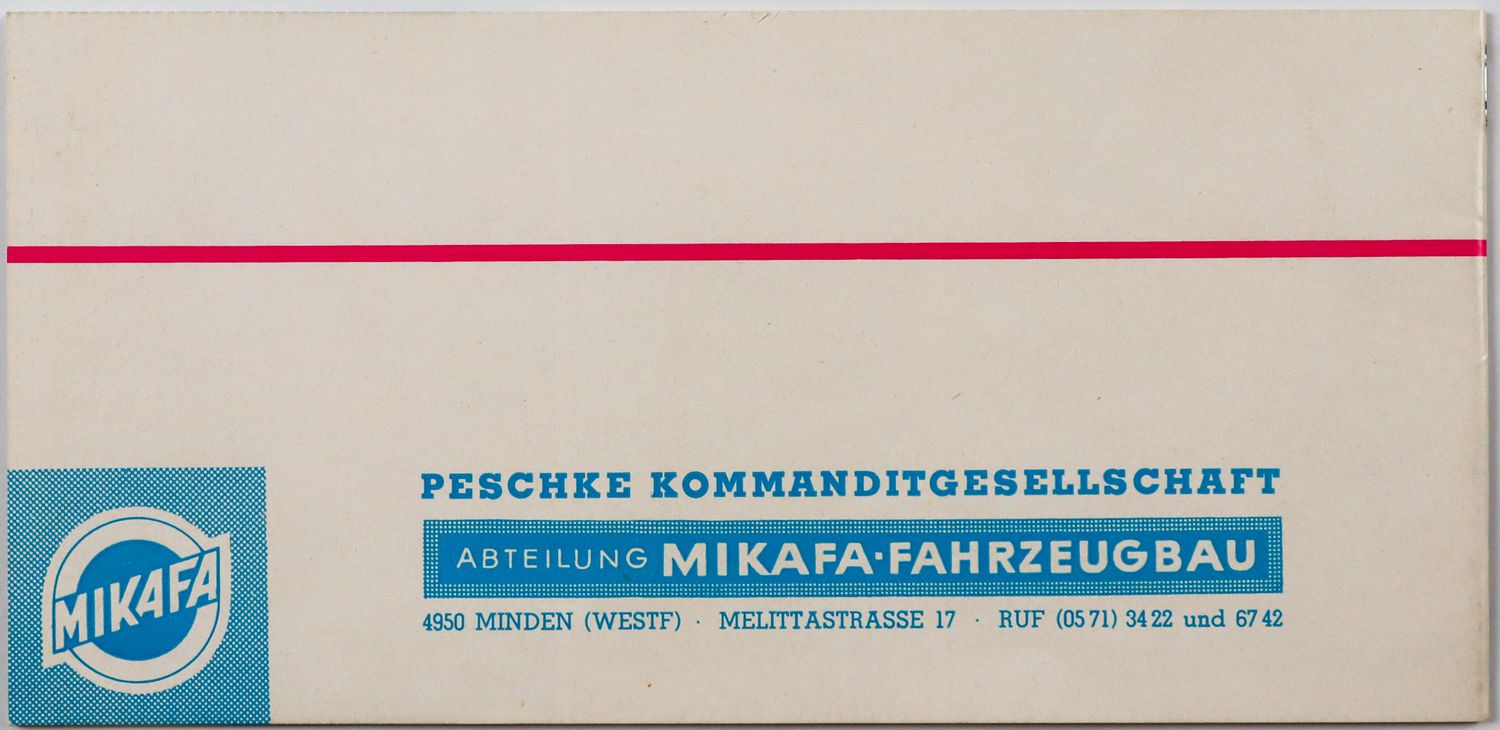 PESCHKE KOMMANDITGESELLSCHAFT
ABTEILUNG MIKAFA·FAHRZEUGBAU
4950 MINDEN (WESTF) · MELITTASTRASSE 17 · RUF (05 71) 34 22 und 67 42
MIKAFA